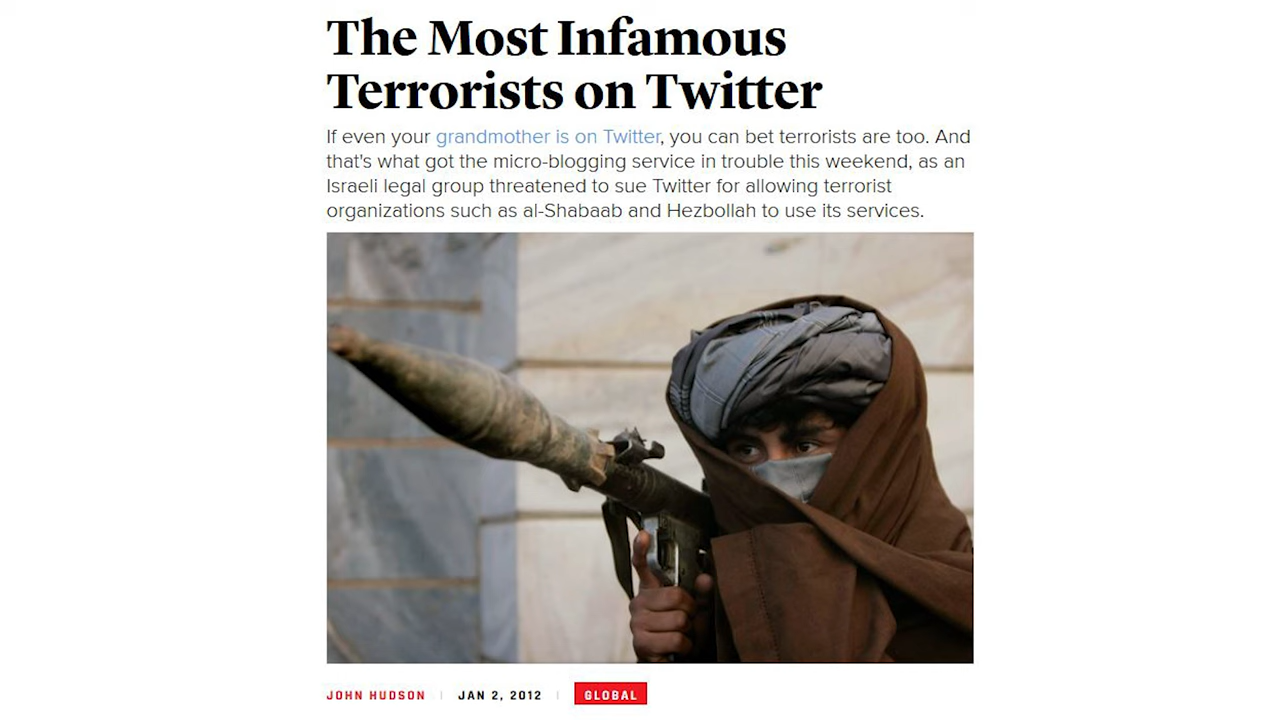 The Most Infamous
Terrorists on Twitter
If even your grandmother is on Twitter, you can bet terrorists are too. And
that's what got the micro-blogging service in trouble this weekend, as an
Israeli legal group threatened to sue Twitter for allowing terrorist
organizations such as al-Shabaab and Hezbollah to use its services.
JOHN HUDSON | JAN 2, 2012 | GLOBAL